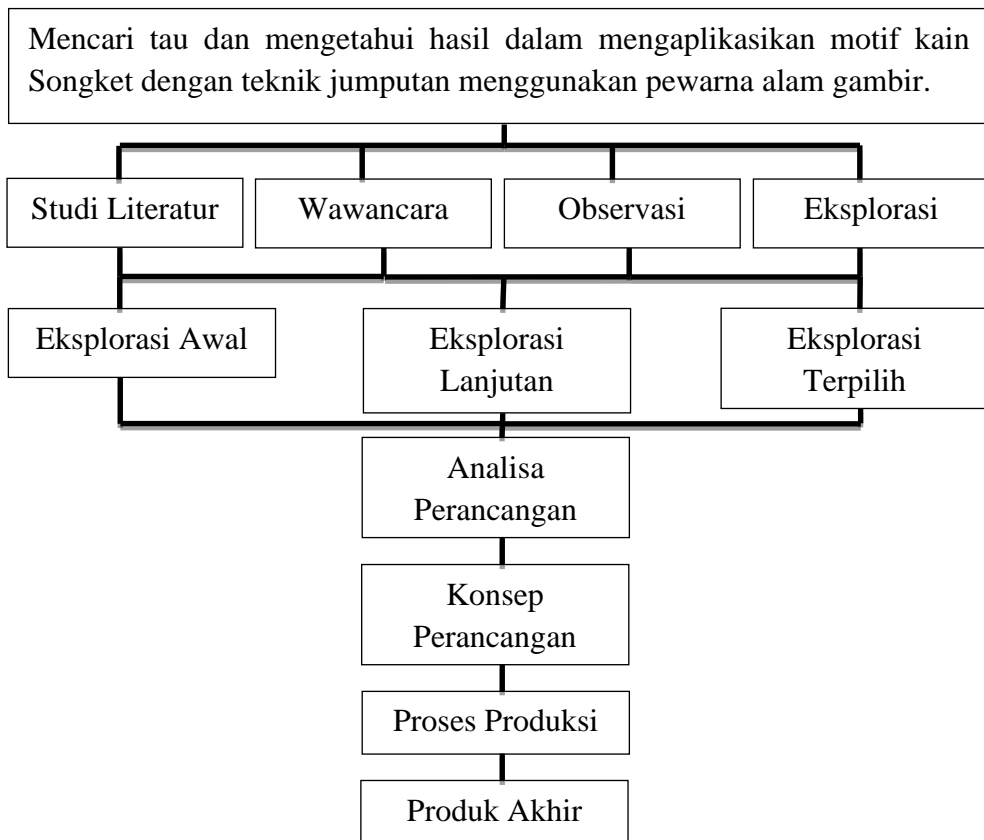 Mencari tau dan mengetahui hasil dalam mengaplikasikan motif kain
Songket dengan teknik jumputan menggunakan pewarna alam gambir.
Studi Literatur
Wawancara
Observasi
Eksplorasi
Eksplorasi Awal
Eksplorasi
Lanjutan
Eksplorasi
Terpilih
Analisa
Perancangan
Konsep
Perancangan
Proses Produksi
Produk Akhir